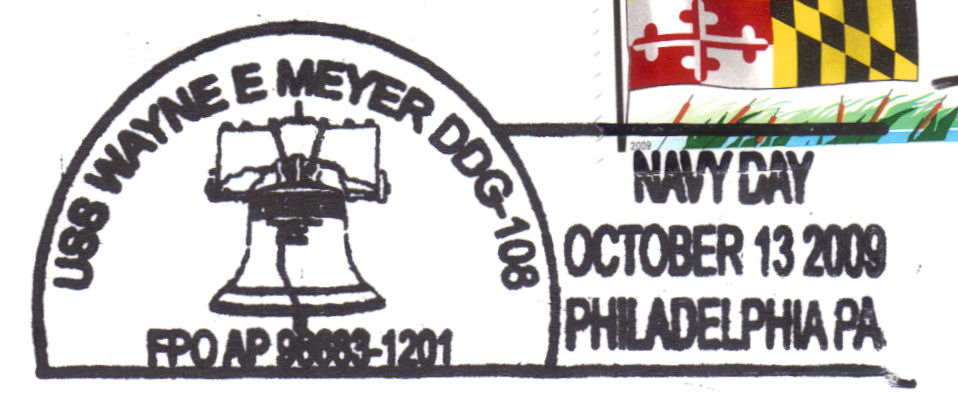 USS WAYNE E MEYER DDG-108
FPO AP 96683-1201
2009
NAVY DAY
OCTOBER 13 2009
PHILADELPHIA PA